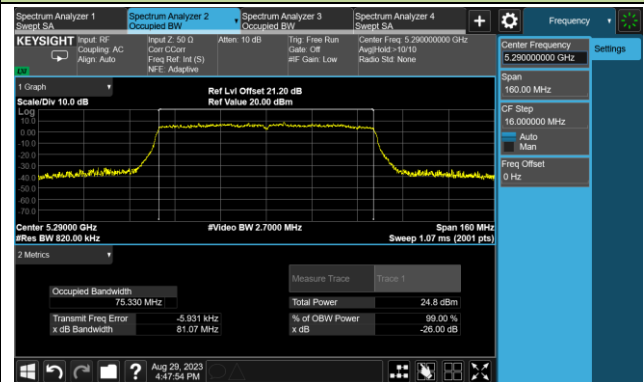 Spectrum Analyzer 1
Swept SA
Spectrum Analyzer 2
Occupied BW
Spectrum Analyzer 3
Occupied BW
Spectrum Analyzer 4
Swept SA
Frequency
KEYSIGHT
Input: RF
Coupling: AC
Align: Auto
Input Z: 50 Ω
Corr CCorr
Freq Ref: Int (S)
NFE: Adaptive
Atten: 10 dB
Trig: Free Run
Gate: Off
#IF Gain: Low
Center Freq: 5.290000000 GHz
Avg|Hold:>10/10
Radio Std: None
Center Frequency
5.290000000 GHz
Settings
Span
160.00 MHz
CF Step
16.000000 MHz
Auto
Man
Freq Offset
0 Hz
1 Graph
Scale/Div 10.0 dB
Ref Lvl Offset 21.20 dB
Ref Value 20.00 dBm
Log
10.0
0.00
-10.0
-20.0
-30.0
-40.0
-50.0
-60.0
-70.0
Center 5.29000 GHz
#Res BW 820.00 kHz
#Video BW 2.7000 MHz
Span 160 MHz
Sweep 1.07 ms (2001 pts)
2 Metrics
Measure Trace
Trace 1
Occupied Bandwidth
75.330 MHz
Total Power
24.8 dBm
Transmit Freq Error
-5.931 kHz
% of OBW Power
99.00 %
x dB Bandwidth
81.07 MHz
x dB
-26.00 dB
Aug 29, 2023
4:47:54 PM